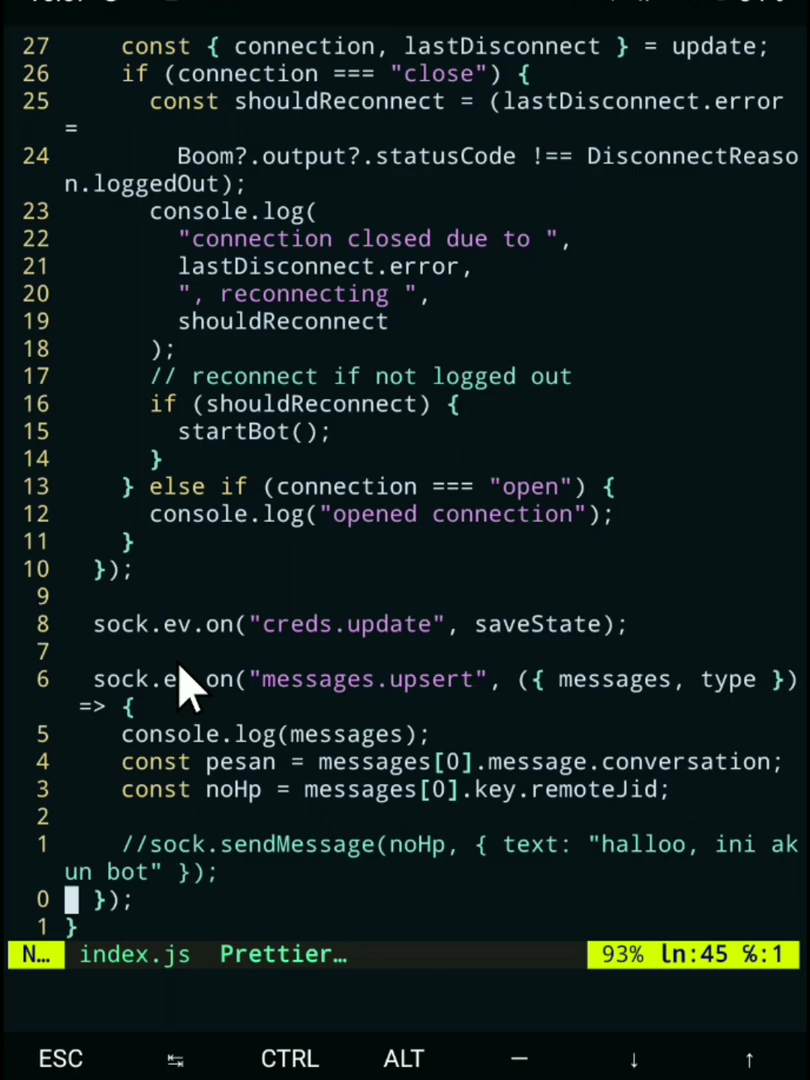 27 const { connection, lastDisconnect } = update;
26 if (connection === "close") {
25 const shouldReconnect = (lastDisconnect.error
=
24 Boom?.output?.statusCode !== DisconnectReaso
n.loggedOut);
23 console.log(
22 "connection closed due to ",
21 lastDisconnect.error,
20 ", reconnecting ",
19 shouldReconnect
18 );
17 // reconnect if not logged out
16 if (shouldReconnect) {
15 startBot();
14 }
13 } else if (connection === "open") {
12 console.log("opened connection");
11 }
10 });
9
8 sock.ev.on("creds.update", saveState);
7
6 sock.ev.on("messages.upsert", ({ messages, type })
=> {
5 console.log(messages);
4 const pesan = messages[0].message.conversation;
3 const noHp = messages[0].key.remoteJid;
2
1 //sock.sendMessage(noHp, { text: "halloo, ini ak
un bot" });
0 });
1 }
N… index.js Prettier… 93% ln:45 ℅:1
ESC ↹ CTRL ALT — ↓ ↑